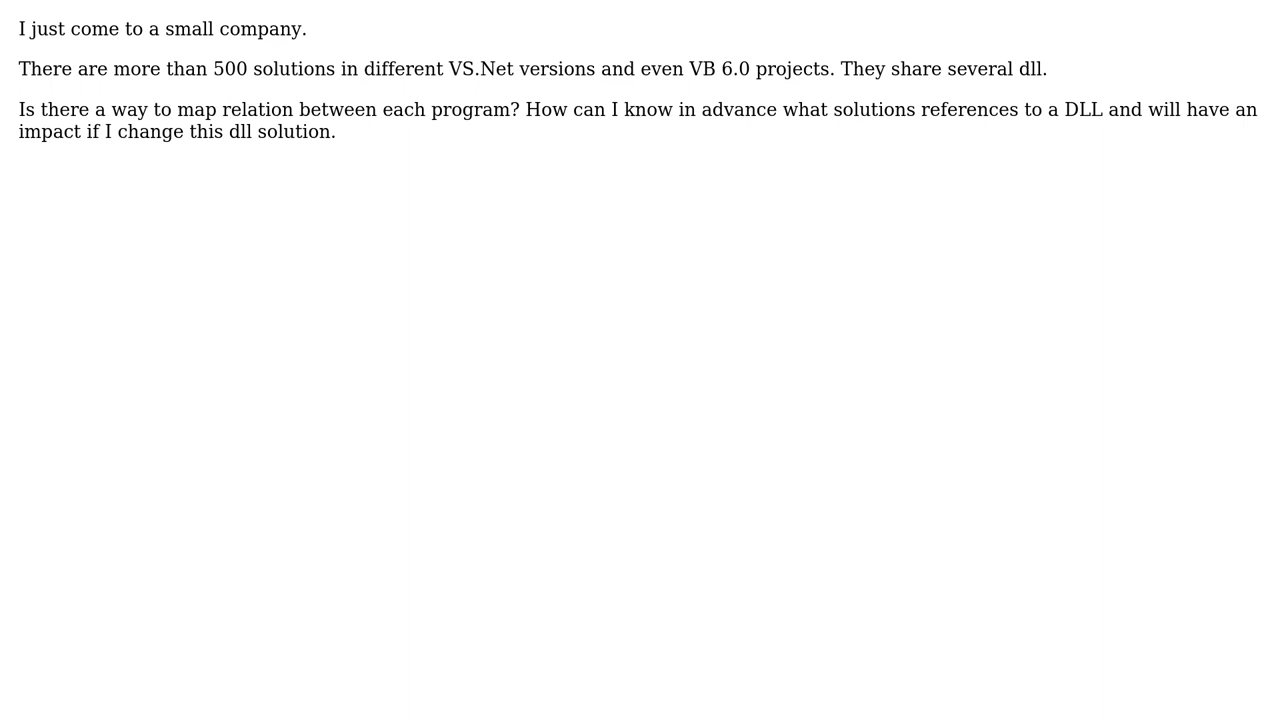 I just come to a small company.
There are more than 500 solutions in different VS.Net versions and even VB 6.0 projects. They share several dll.
Is there a way to map relation between each program? How can I know in advance what solutions references to a DLL and will have an
impact if I change this dll solution.